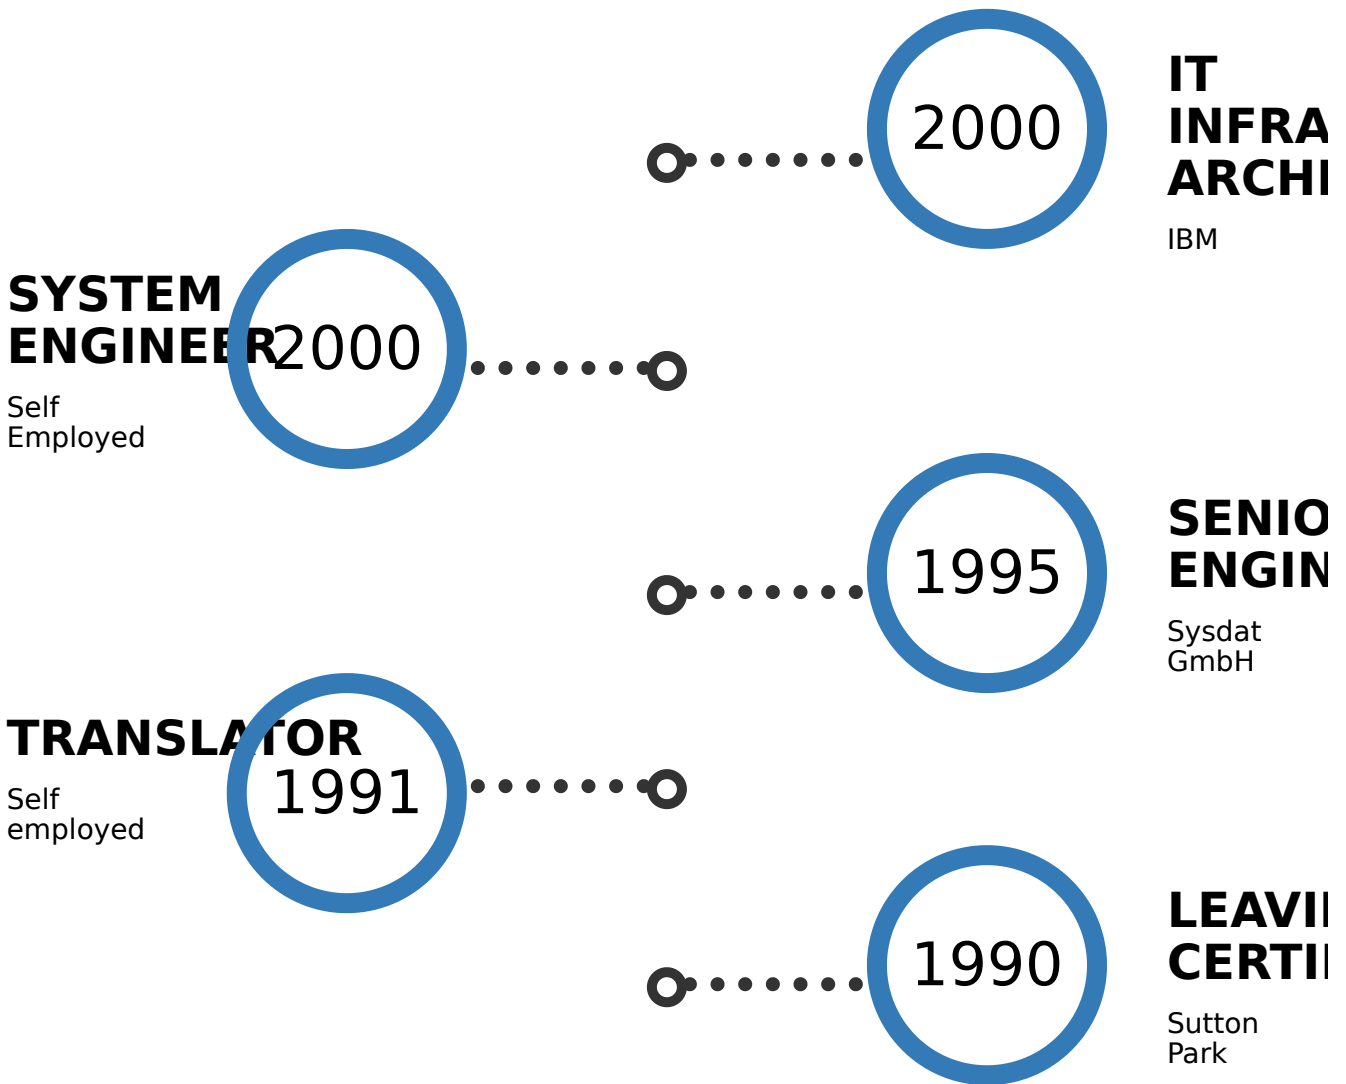 2000
IT
INFRA
ARCHI
IBM
SYSTEM
ENGINEER
2000
Self
Employed
1995
SENIO
ENGIN
Sysdat
GmbH
TRANSLATOR
1991
Self
employed
1990
LEAVI
CERTI
Sutton
Park